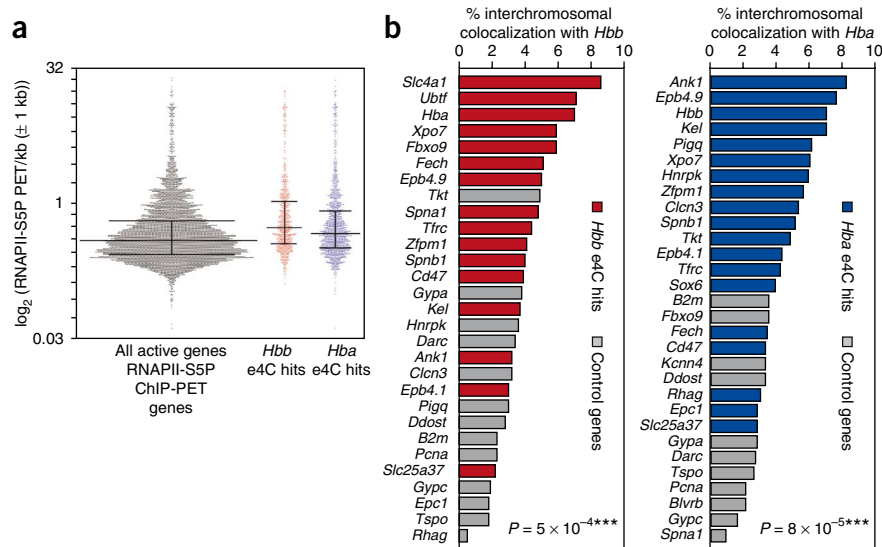 a
32
1
0.03
log2 (RNAPII-S5P PET/kb (± 1 kb))
All active genes
RNAPII-S5P
ChIP-PET
genes
Hbb
e4C hits
Hba
e4C hits
b
% interchromosomal
colocalization with Hbb
0 2 4 6 8 10
Slc4a1
Ubtf
Hba
Xpo7
Fbxo9
Fech
Epb4.9
Tkt
Spna1
Tfrc
Zfpm1
Spnb1
Cd47
Gypa
Kel
Hnrpk
Darc
Ank1
Clcn3
Epb4.1
Pigq
Ddost
B2m
Pcna
Slc25a37
Gypc
Epc1
Tspo
Rhag
Hbb e4C hits
Control genes
P = 5 × 10−4***
% interchromosomal
colocalization with Hba
0 2 4 6 8 10
Ank1
Epb4.9
Hbb
Kel
Pigq
Xpo7
Hnrpk
Zfpm1
Clcn3
Spnb1
Tkt
Epb4.1
Tfrc
Sox6
B2m
Fbxo9
Fech
Cd47
Kcnn4
Ddost
Rhag
Epc1
Slc25a37
Gypa
Darc
Tspo
Pcna
Blvrb
Gypc
Spna1
Hba e4C hits
Control genes
P = 8 × 10−5***